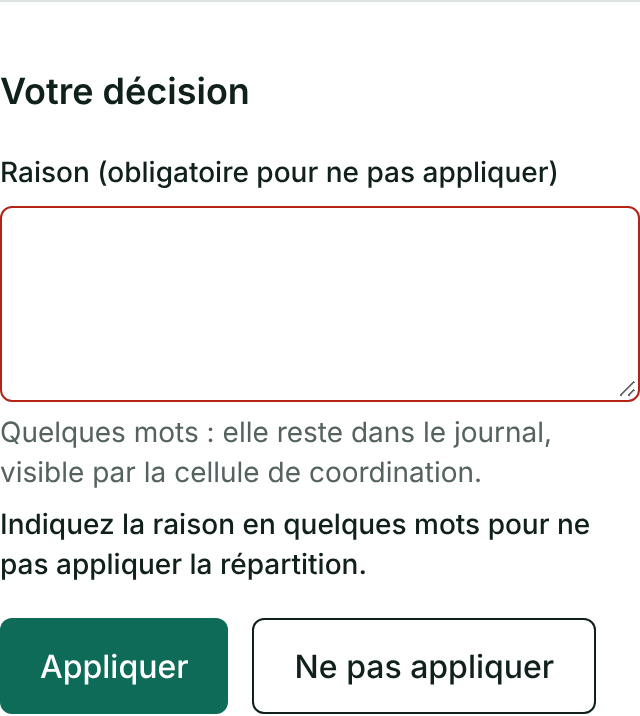 Votre décision
Raison (obligatoire pour ne pas appliquer)
Quelques mots : elle reste dans le journal,
visible par la cellule de coordination.
Indiquez la raison en quelques mots pour ne
pas appliquer la répartition.
Appliquer
Ne pas appliquer